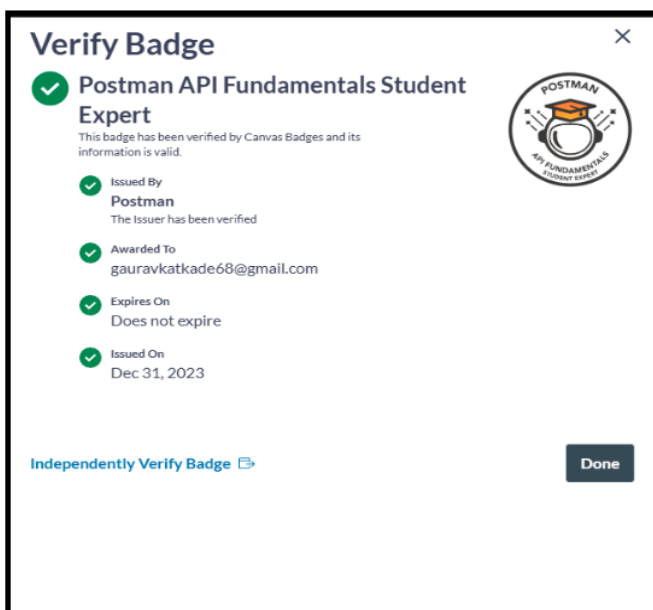 Verify Badge
Postman API Fundamentals Student
Expert
This badge has been verified by Canvas Badges and its
information is valid.
POSTMAN
API FUNDAMENTALS
STUDENT EXPERT
Issued By
Postman
The Issuer has been verified
Awarded To
gauravkatkade68@gmail.com
Expires On
Does not expire
Issued On
Dec 31, 2023
Independently Verify Badge
Done